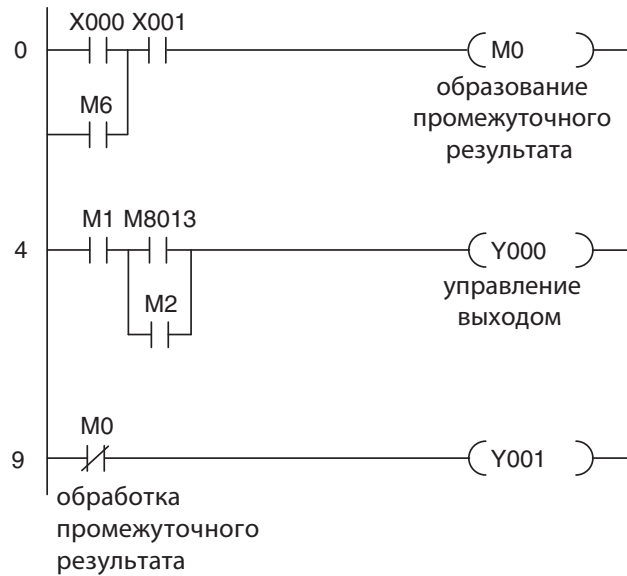 X000 X001
0
M0
M6
образование
промежуточного
результата
M1 M8013
4
Y000
M2
управление
выходом
M0
9
Y001
обработка
промежуточного
результата